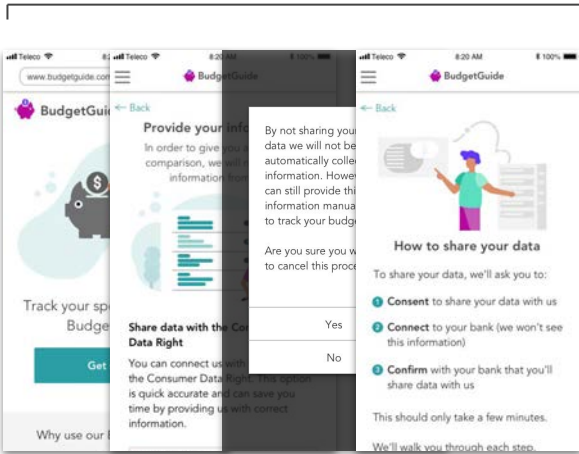 Teleco
www.budgetguide.com
BudgetGui
Track your sp
Budge
Get
Why use our
Teleco
8:20 AM
$ 100%
BudgetGuide
← Back
Provide your info
In order to give you a
comparison, we will n
information from
Share data with the Con
Data Right
You can connect us with
the Consumer Data Right. This option
is quick accurate and can save you
time by providing us with correct
information.
By not sharing your
data we will not be
automatically colle
information. Howev
can still provide thi
information manua
to track your budge
Are you sure you w
to cancel this proce
Yes
No
Teleco
8:20 AM
$ 100%
BudgetGuide
← Back
How to share your data
To share your data, we'll ask you to:
1 Consent to share your data with us
2 Connect to your bank (we won't see
this information)
3 Confirm with your bank that you'll
share data with us
This should only take a few minutes.
We'll walk you through each step.